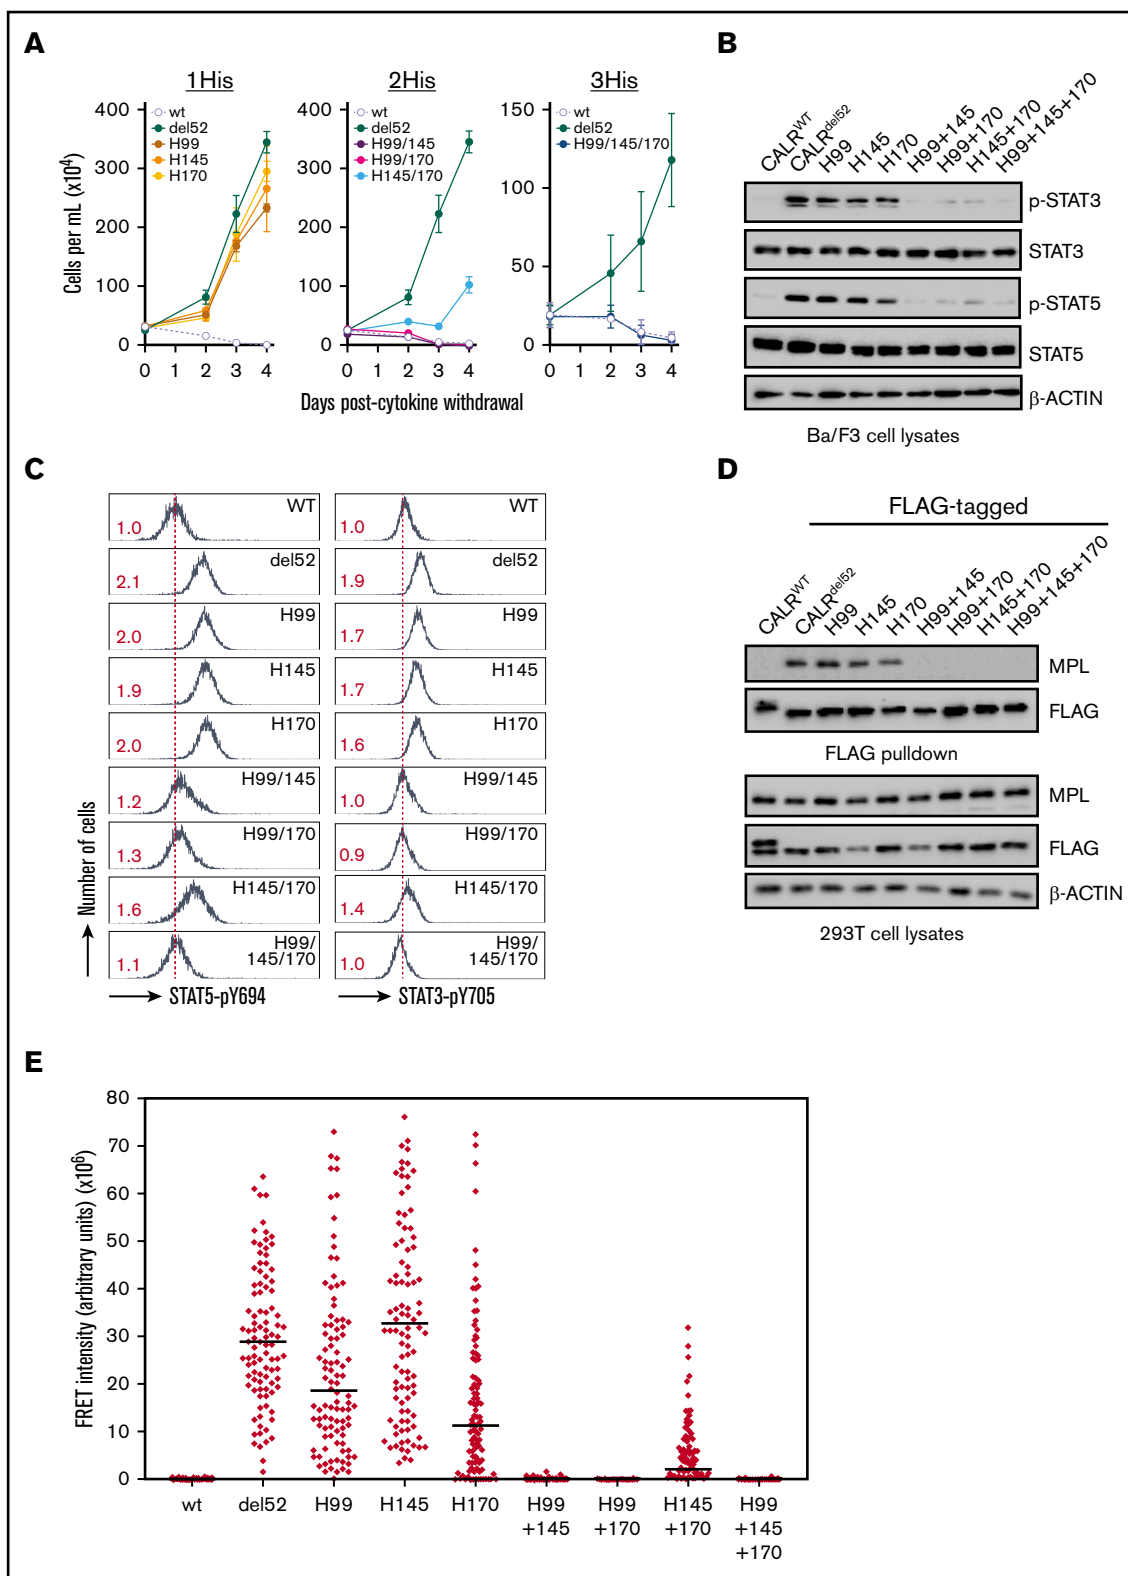 A
1His
2His
3His
400
300
200
100
0
Cells per mL (x10⁴)
wt
del52
H99
H145
H170
0 1 2 3 4
400
300
200
100
0
wt
del52
H99/145
H99/170
H145/170
0 1 2 3 4
150
100
50
0
wt
del52
H99/145/170
0 1 2 3 4
Days post-cytokine withdrawal
B
CALRᵂᵀ
CALRᵈᵉˡ⁵²
H99
H145
H170
H99+145
H99+170
H145+170
H99+145+170
p-STAT3
STAT3
p-STAT5
STAT5
β-ACTIN
Ba/F3 cell lysates
C
WT
1.0
del52
2.1
H99
2.0
H145
1.9
H170
2.0
H99/145
1.2
H99/170
1.3
H145/170
1.6
H99/
145/170
1.1
Number of cells
STAT5-pY694
WT
1.0
del52
1.9
H99
1.7
H145
1.7
H170
1.6
H99/145
1.0
H99/170
0.9
H145/170
1.4
H99/
145/170
1.0
STAT3-pY705
D
FLAG-tagged
CALRᵂᵀ
CALRᵈᵉˡ⁵²
H99
H145
H170
H99+145
H99+170
H145+170
H99+145+170
MPL
FLAG
FLAG pulldown
MPL
FLAG
β-ACTIN
293T cell lysates
E
80
70
60
50
40
30
20
10
0
FRET intensity (arbitrary units) (x10⁶)
wt
del52
H99
H145
H170
H99
+145
H99
+170
H145
+170
H99
+145
+170